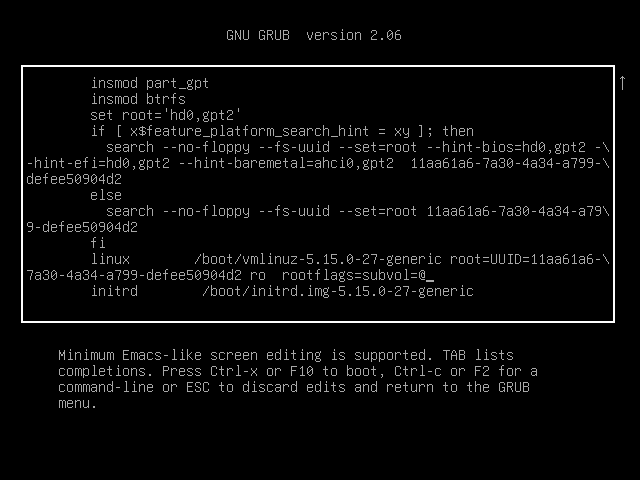 GNU GRUB  version 2.06
insmod part_gpt
insmod btrfs
set root='hd0,gpt2'
if [ x$feature_platform_search_hint = xy ]; then
search --no-floppy --fs-uuid --set=root --hint-bios=hd0,gpt2 -\
-hint-efi=hd0,gpt2 --hint-baremetal=ahci0,gpt2  11aa61a6-7a30-4a34-a799-\
defee50904d2
else
search --no-floppy --fs-uuid --set=root 11aa61a6-7a30-4a34-a79\
9-defee50904d2
fi
linux        /boot/vmlinuz-5.15.0-27-generic root=UUID=11aa61a6-\
7a30-4a34-a799-defee50904d2 ro  rootflags=subvol=@_
initrd        /boot/initrd.img-5.15.0-27-generic
Minimum Emacs-like screen editing is supported. TAB lists
completions. Press Ctrl-x or F10 to boot, Ctrl-c or F2 for a
command-line or ESC to discard edits and return to the GRUB
menu.